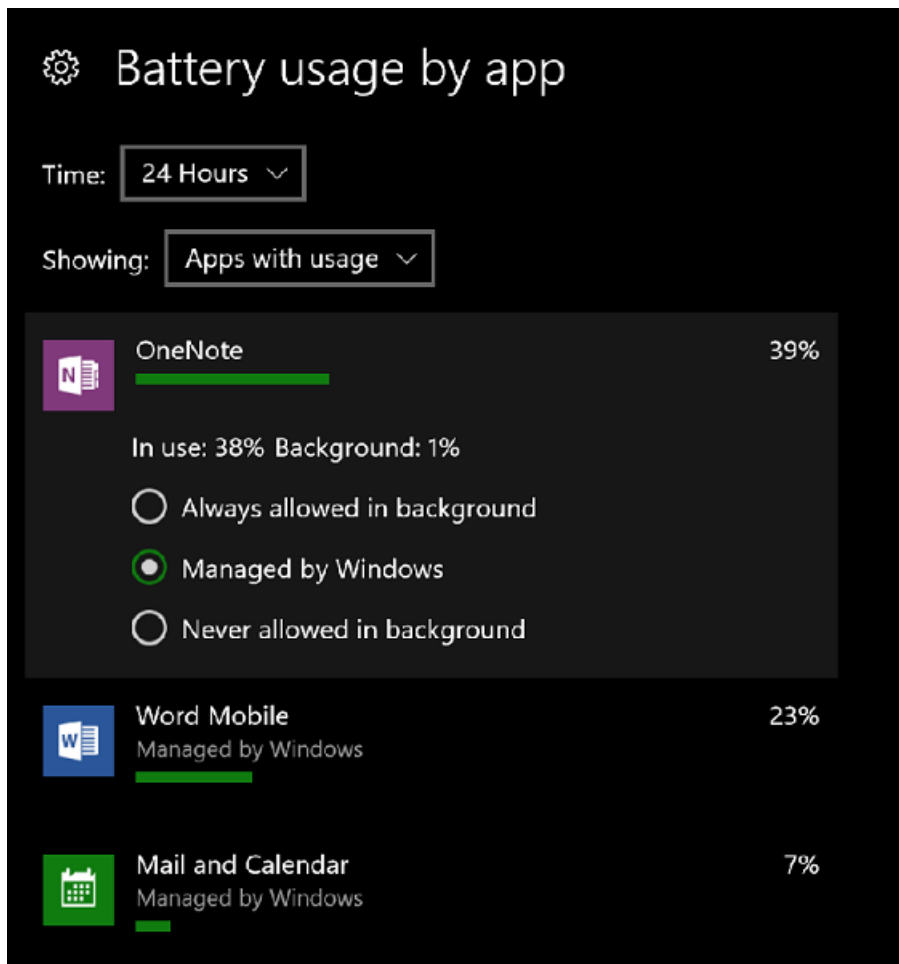 Battery usage by app
Time: 24 Hours
Showing: Apps with usage
OneNote 39%
In use: 38% Background: 1%
Always allowed in background
Managed by Windows
Never allowed in background
Word Mobile 23%
Managed by Windows
Mail and Calendar 7%
Managed by Windows